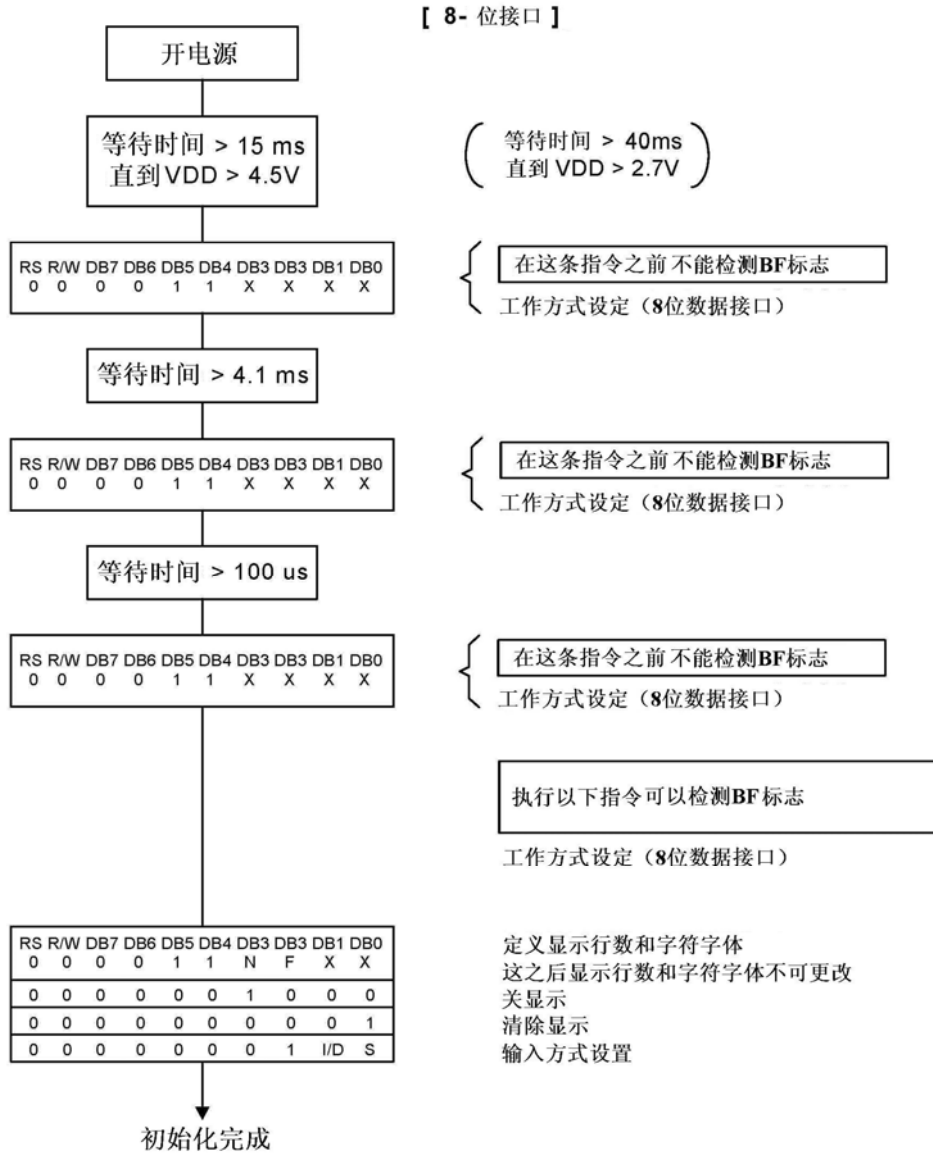 [ 8- 位接口 ]
开电源
等待时间 > 15 ms
直到 VDD > 4.5V
等待时间 > 40ms
直到 VDD > 2.7V
RS R/W DB7 DB6 DB5 DB4 DB3 DB3 DB1 DB0
0 0 0 0 1 1 X X X X
在这条指令之前 不能检测BF标志
工作方式设定（8位数据接口）
等待时间 > 4.1 ms
RS R/W DB7 DB6 DB5 DB4 DB3 DB3 DB1 DB0
0 0 0 0 1 1 X X X X
在这条指令之前 不能检测BF标志
工作方式设定（8位数据接口）
等待时间 > 100 us
RS R/W DB7 DB6 DB5 DB4 DB3 DB3 DB1 DB0
0 0 0 0 1 1 X X X X
在这条指令之前 不能检测BF标志
工作方式设定（8位数据接口）
执行以下指令可以检测BF标志
工作方式设定（8位数据接口）
RS R/W DB7 DB6 DB5 DB4 DB3 DB3 DB1 DB0
0 0 0 0 1 1 N F X X
0 0 0 0 0 0 1 0 0 0
0 0 0 0 0 0 0 0 0 1
0 0 0 0 0 0 0 1 I/D S
定义显示行数和字符字体
这之后显示行数和字符字体不可更改
关显示
清除显示
输入方式设置
初始化完成